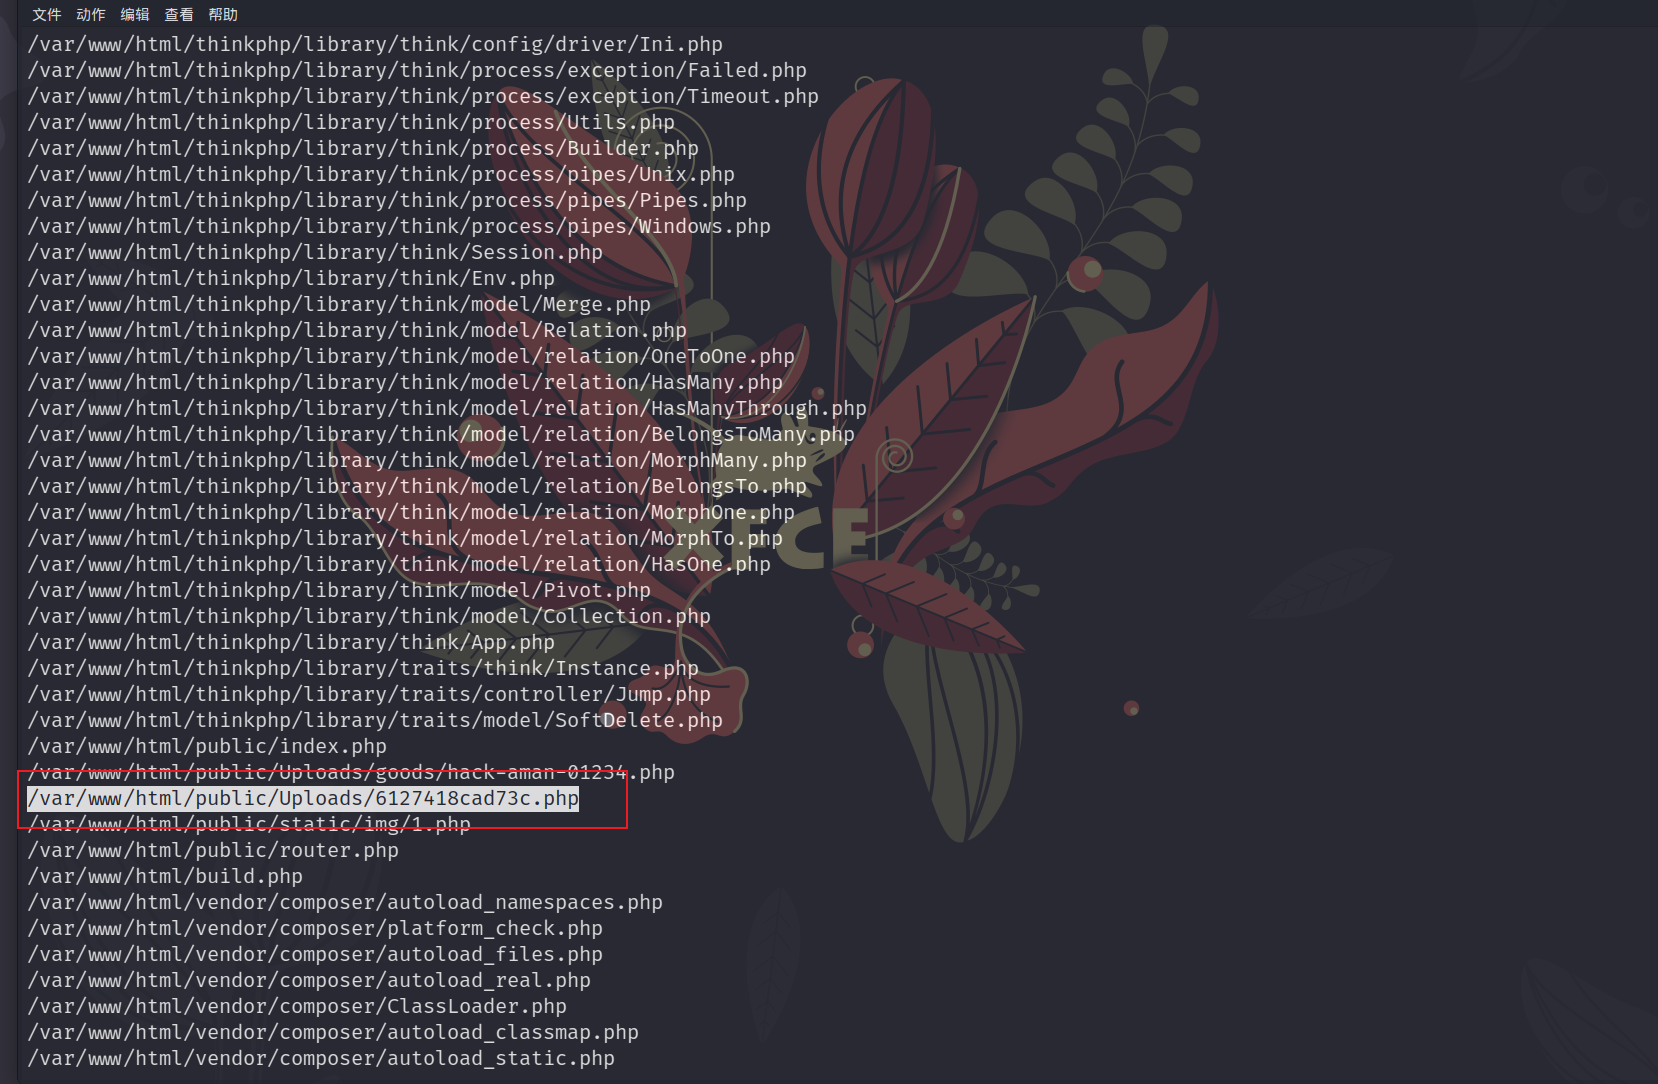 文件 动作 编辑 查看 帮助
/var/www/html/thinkphp/library/think/config/driver/Ini.php
/var/www/html/thinkphp/library/think/process/exception/Failed.php
/var/www/html/thinkphp/library/think/process/exception/Timeout.php
/var/www/html/thinkphp/library/think/process/Utils.php
/var/www/html/thinkphp/library/think/process/Builder.php
/var/www/html/thinkphp/library/think/process/pipes/Unix.php
/var/www/html/thinkphp/library/think/process/pipes/Pipes.php
/var/www/html/thinkphp/library/think/process/pipes/Windows.php
/var/www/html/thinkphp/library/think/Session.php
/var/www/html/thinkphp/library/think/Env.php
/var/www/html/thinkphp/library/think/model/Merge.php
/var/www/html/thinkphp/library/think/model/Relation.php
/var/www/html/thinkphp/library/think/model/relation/OneToOne.php
/var/www/html/thinkphp/library/think/model/relation/HasMany.php
/var/www/html/thinkphp/library/think/model/relation/HasManyThrough.php
/var/www/html/thinkphp/library/think/model/relation/BelongsToMany.php
/var/www/html/thinkphp/library/think/model/relation/MorphMany.php
/var/www/html/thinkphp/library/think/model/relation/BelongsTo.php
/var/www/html/thinkphp/library/think/model/relation/MorphOne.php
/var/www/html/thinkphp/library/think/model/relation/MorphTo.php
/var/www/html/thinkphp/library/think/model/relation/HasOne.php
/var/www/html/thinkphp/library/think/model/Pivot.php
/var/www/html/thinkphp/library/think/model/Collection.php
/var/www/html/thinkphp/library/think/App.php
/var/www/html/thinkphp/library/traits/think/Instance.php
/var/www/html/thinkphp/library/traits/controller/Jump.php
/var/www/html/thinkphp/library/traits/model/SoftDelete.php
/var/www/html/public/index.php
/var/www/html/public/Uploads/goods/hack-aman-01234.php
/var/www/html/public/Uploads/6127418cad73c.php
/var/www/html/public/static/img/1.php
/var/www/html/public/router.php
/var/www/html/build.php
/var/www/html/vendor/composer/autoload_namespaces.php
/var/www/html/vendor/composer/platform_check.php
/var/www/html/vendor/composer/autoload_files.php
/var/www/html/vendor/composer/autoload_real.php
/var/www/html/vendor/composer/ClassLoader.php
/var/www/html/vendor/composer/autoload_classmap.php
/var/www/html/vendor/composer/autoload_static.php
XFCE